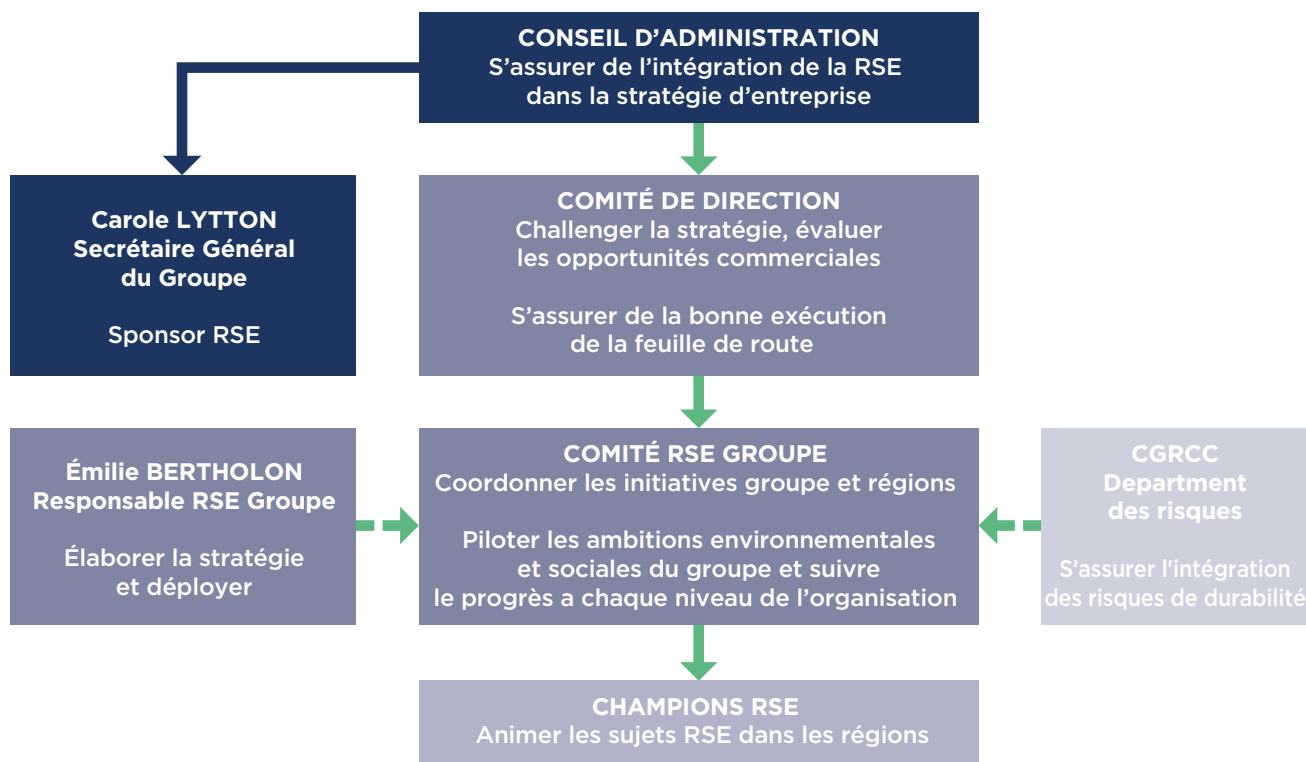 CONSEIL D’ADMINISTRATION
S’assurer de l’intégration de la RSE
dans la stratégie d’entreprise
Carole LYTTON
Secrétaire Général
du Groupe
Sponsor RSE
COMITÉ DE DIRECTION
Challenger la stratégie, évaluer
les opportunités commerciales
S’assurer de la bonne exécution
de la feuille de route
Émilie BERTHOLON
Responsable RSE Groupe
Élaborer la stratégie
et déployer
COMITÉ RSE GROUPE
Coordonner les initiatives groupe et régions
Piloter les ambitions environnementales
et sociales du groupe et suivre
le progrès a chaque niveau de l’organisation
CGRCC
Department
des risques
S’assurer l'intégration
des risques de durabilité
CHAMPIONS RSE
Animer les sujets RSE dans les régions